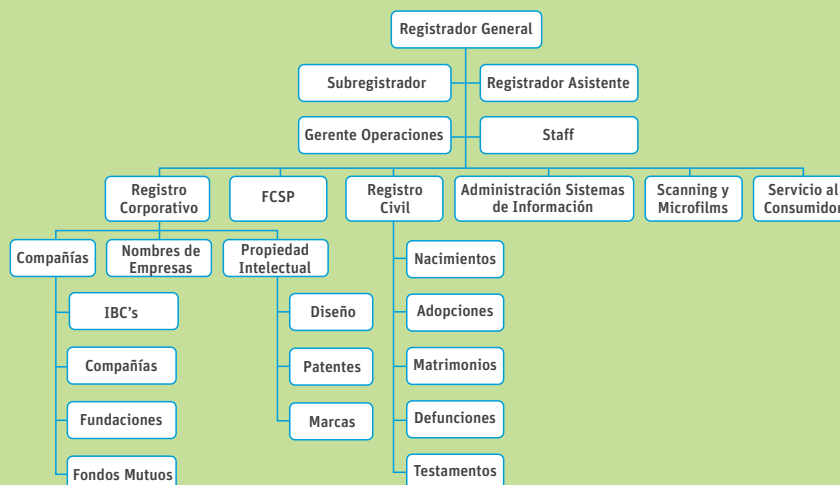 Registrador General
Subregistrador
Registrador Asistente
Gerente Operaciones
Staff
Registro
Corporativo
FCSP
Registro
Civil
Administración Sistemas
de Información
Scanning y
Microfilms
Servicio al
Consumidor
Compañías
Nombres de
Empresas
Propiedad
Intelectual
Nacimientos
IBC's
Diseño
Adopciones
Compañías
Patentes
Matrimonios
Fundaciones
Marcas
Defunciones
Fondos Mutuos
Testamentos